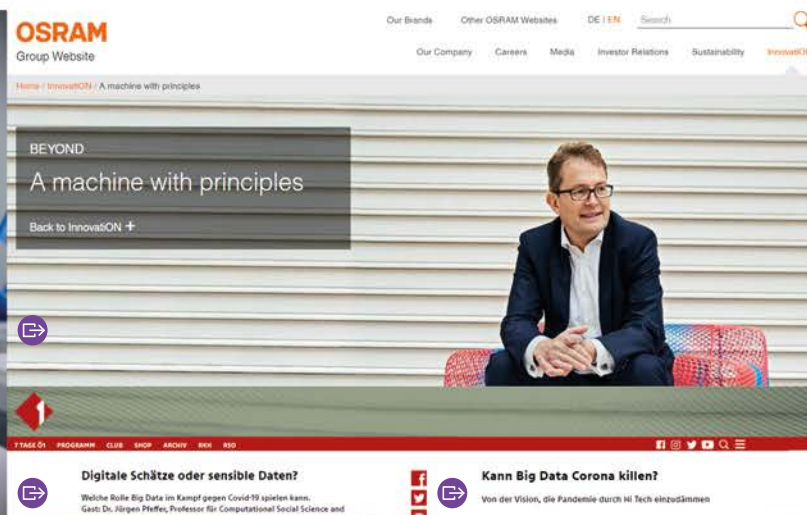 OSRAM
Group Website
Our Brands Other OSRAM Websites DE | EN Search
Our Company Careers Media Investor Relations Sustainability InnovatiON
Home / InnovatiON / A machine with principles
BEYOND
A machine with principles
Back to InnovatiON +
1
7 TAGE Ö1 PROGRAMM CLUB SHOP ARCHIV RKH RSO
Digitale Schätze oder sensible Daten?
Welche Rolle Big Data im Kampf gegen Covid-19 spielen kann.
Gast: Dr. Jürgen Pfeffer, Professor für Computational Social Science and
Kann Big Data Corona killen?
Von der Vision, die Pandemie durch Hi Tech einzudämmen